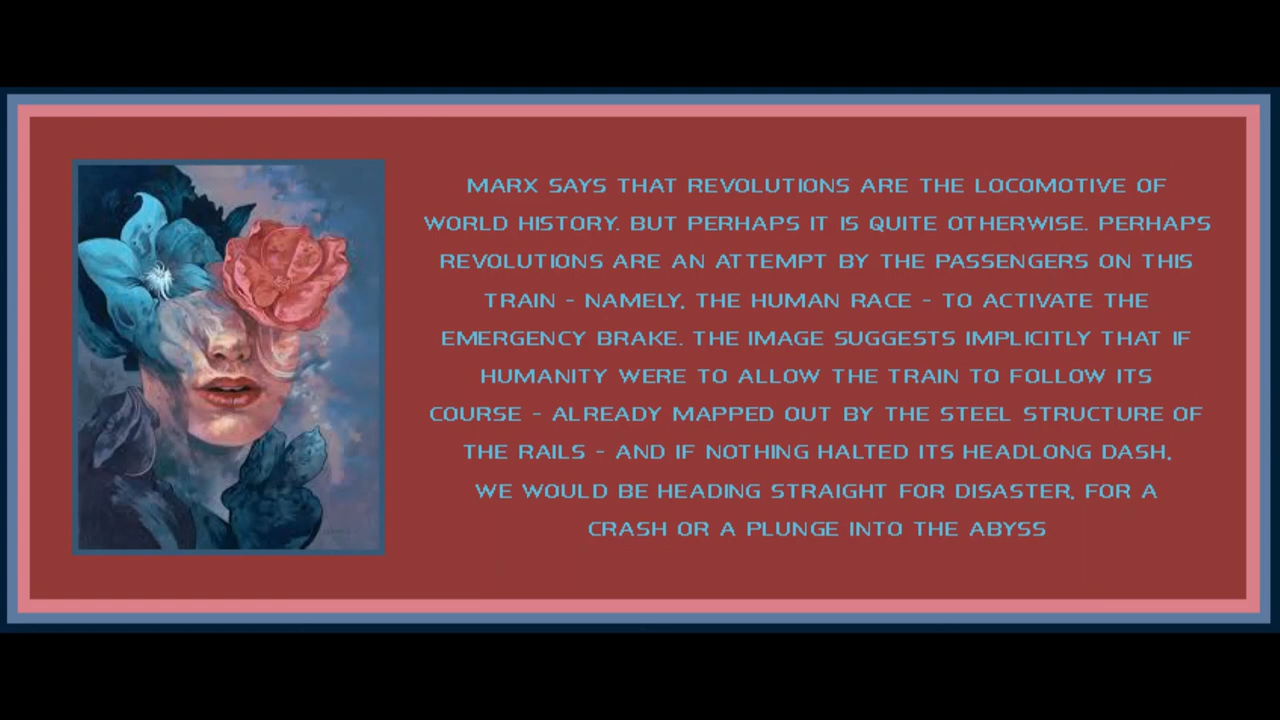 MARX SAYS THAT REVOLUTIONS ARE THE LOCOMOTIVE OF
WORLD HISTORY. BUT PERHAPS IT IS QUITE OTHERWISE. PERHAPS
REVOLUTIONS ARE AN ATTEMPT BY THE PASSENGERS ON THIS
TRAIN - NAMELY, THE HUMAN RACE - TO ACTIVATE THE
EMERGENCY BRAKE. THE IMAGE SUGGESTS IMPLICITLY THAT IF
HUMANITY WERE TO ALLOW THE TRAIN TO FOLLOW ITS
COURSE - ALREADY MAPPED OUT BY THE STEEL STRUCTURE OF
THE RAILS - AND IF NOTHING HALTED ITS HEADLONG DASH,
WE WOULD BE HEADING STRAIGHT FOR DISASTER, FOR A
CRASH OR A PLUNGE INTO THE ABYSS